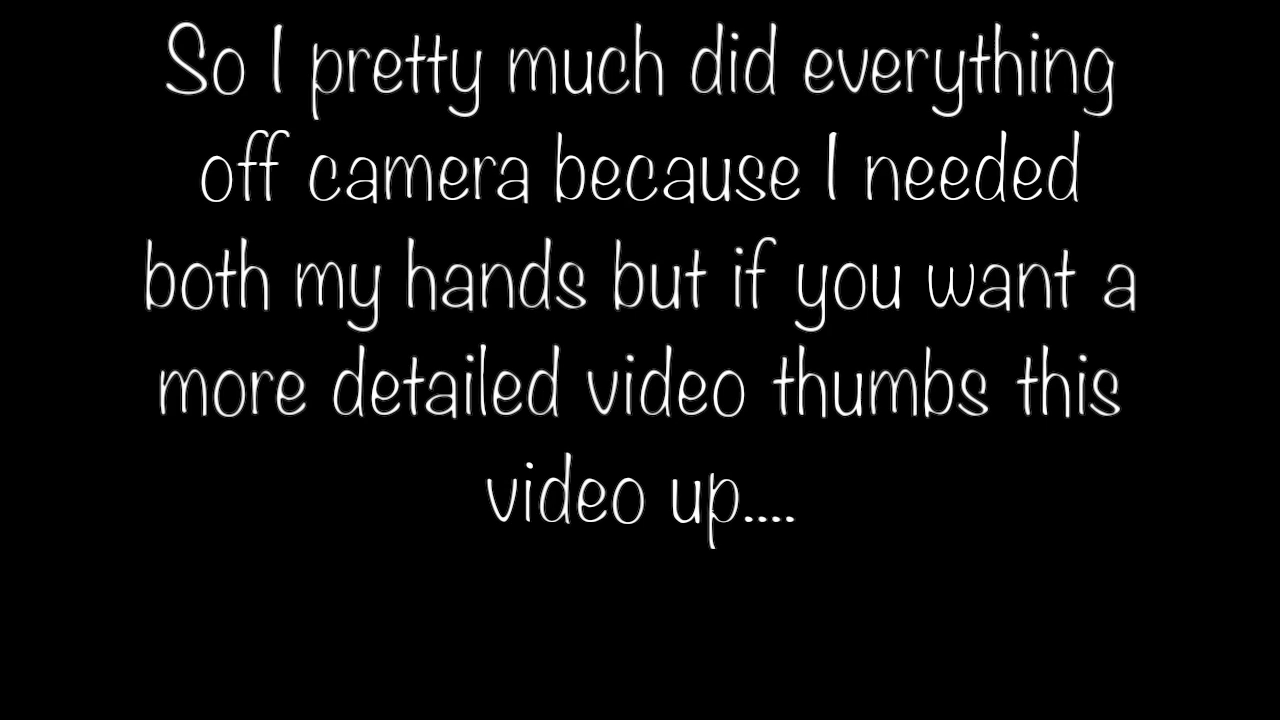 So I pretty much did everything
off camera because I needed
both my hands but if you want a
more detailed video thumbs this
video up....